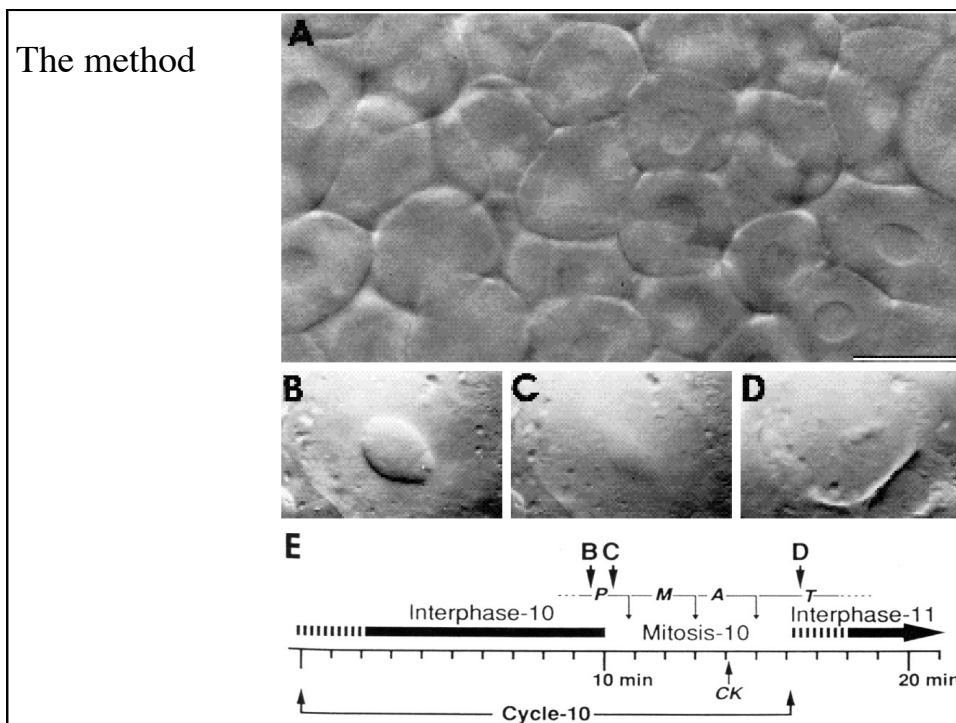 The method
A
B
C
D
E
B C D
P M A T
Interphase-10 Mitosis-10 Interphase-11
10 min 20 min
CK
Cycle-10